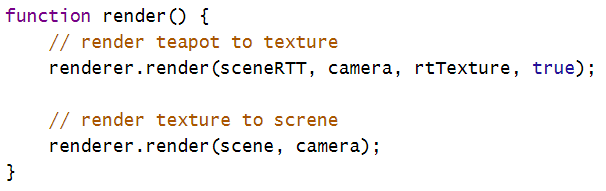 function render() {
    // render teapot to texture
    renderer.render(sceneRTT, camera, rtTexture, true);

    // render texture to screne
    renderer.render(scene, camera);
}